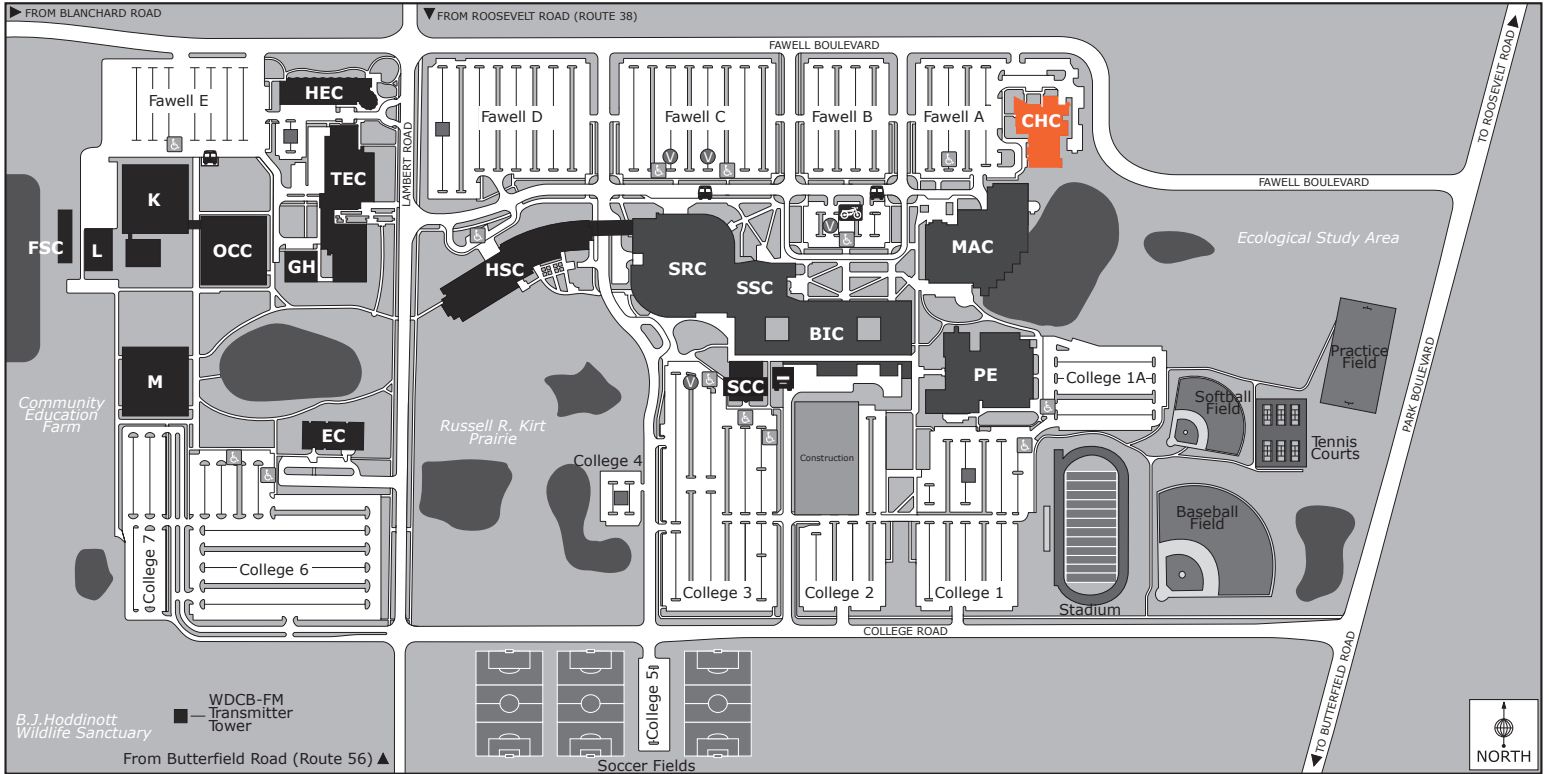 FROM BLANCHARD ROAD
FROM ROOSEVELT ROAD (ROUTE 38)
FAWELL BOULEVARD
TO ROOSEVELT ROAD
Fawell E
HEC
LAMBERT ROAD
Fawell D
Fawell C
Fawell B
Fawell A
CHC
V
V
TEC
FAWELL BOULEVARD
K
FSC
L
OCC
GH
HSC
SRC
SSC
V
MAC
Ecological Study Area
BIC
M
SCC
V
PE
College 1A
Practice
Field
PARK BOULEVARD
Softball
Field
Tennis
Courts
Community
Education
Farm
EC
Russell R. Kirt
Prairie
College 4
Construction
Baseball
Field
College 7
College 6
College 3
College 2
College 1
Stadium
COLLEGE ROAD
College 5
Soccer Fields
TO BUTTERFIELD ROAD
WDCB-FM
Transmitter
Tower
B.J.Hoddinott
Wildlife Sanctuary
From Butterfield Road (Route 56)
NORTH